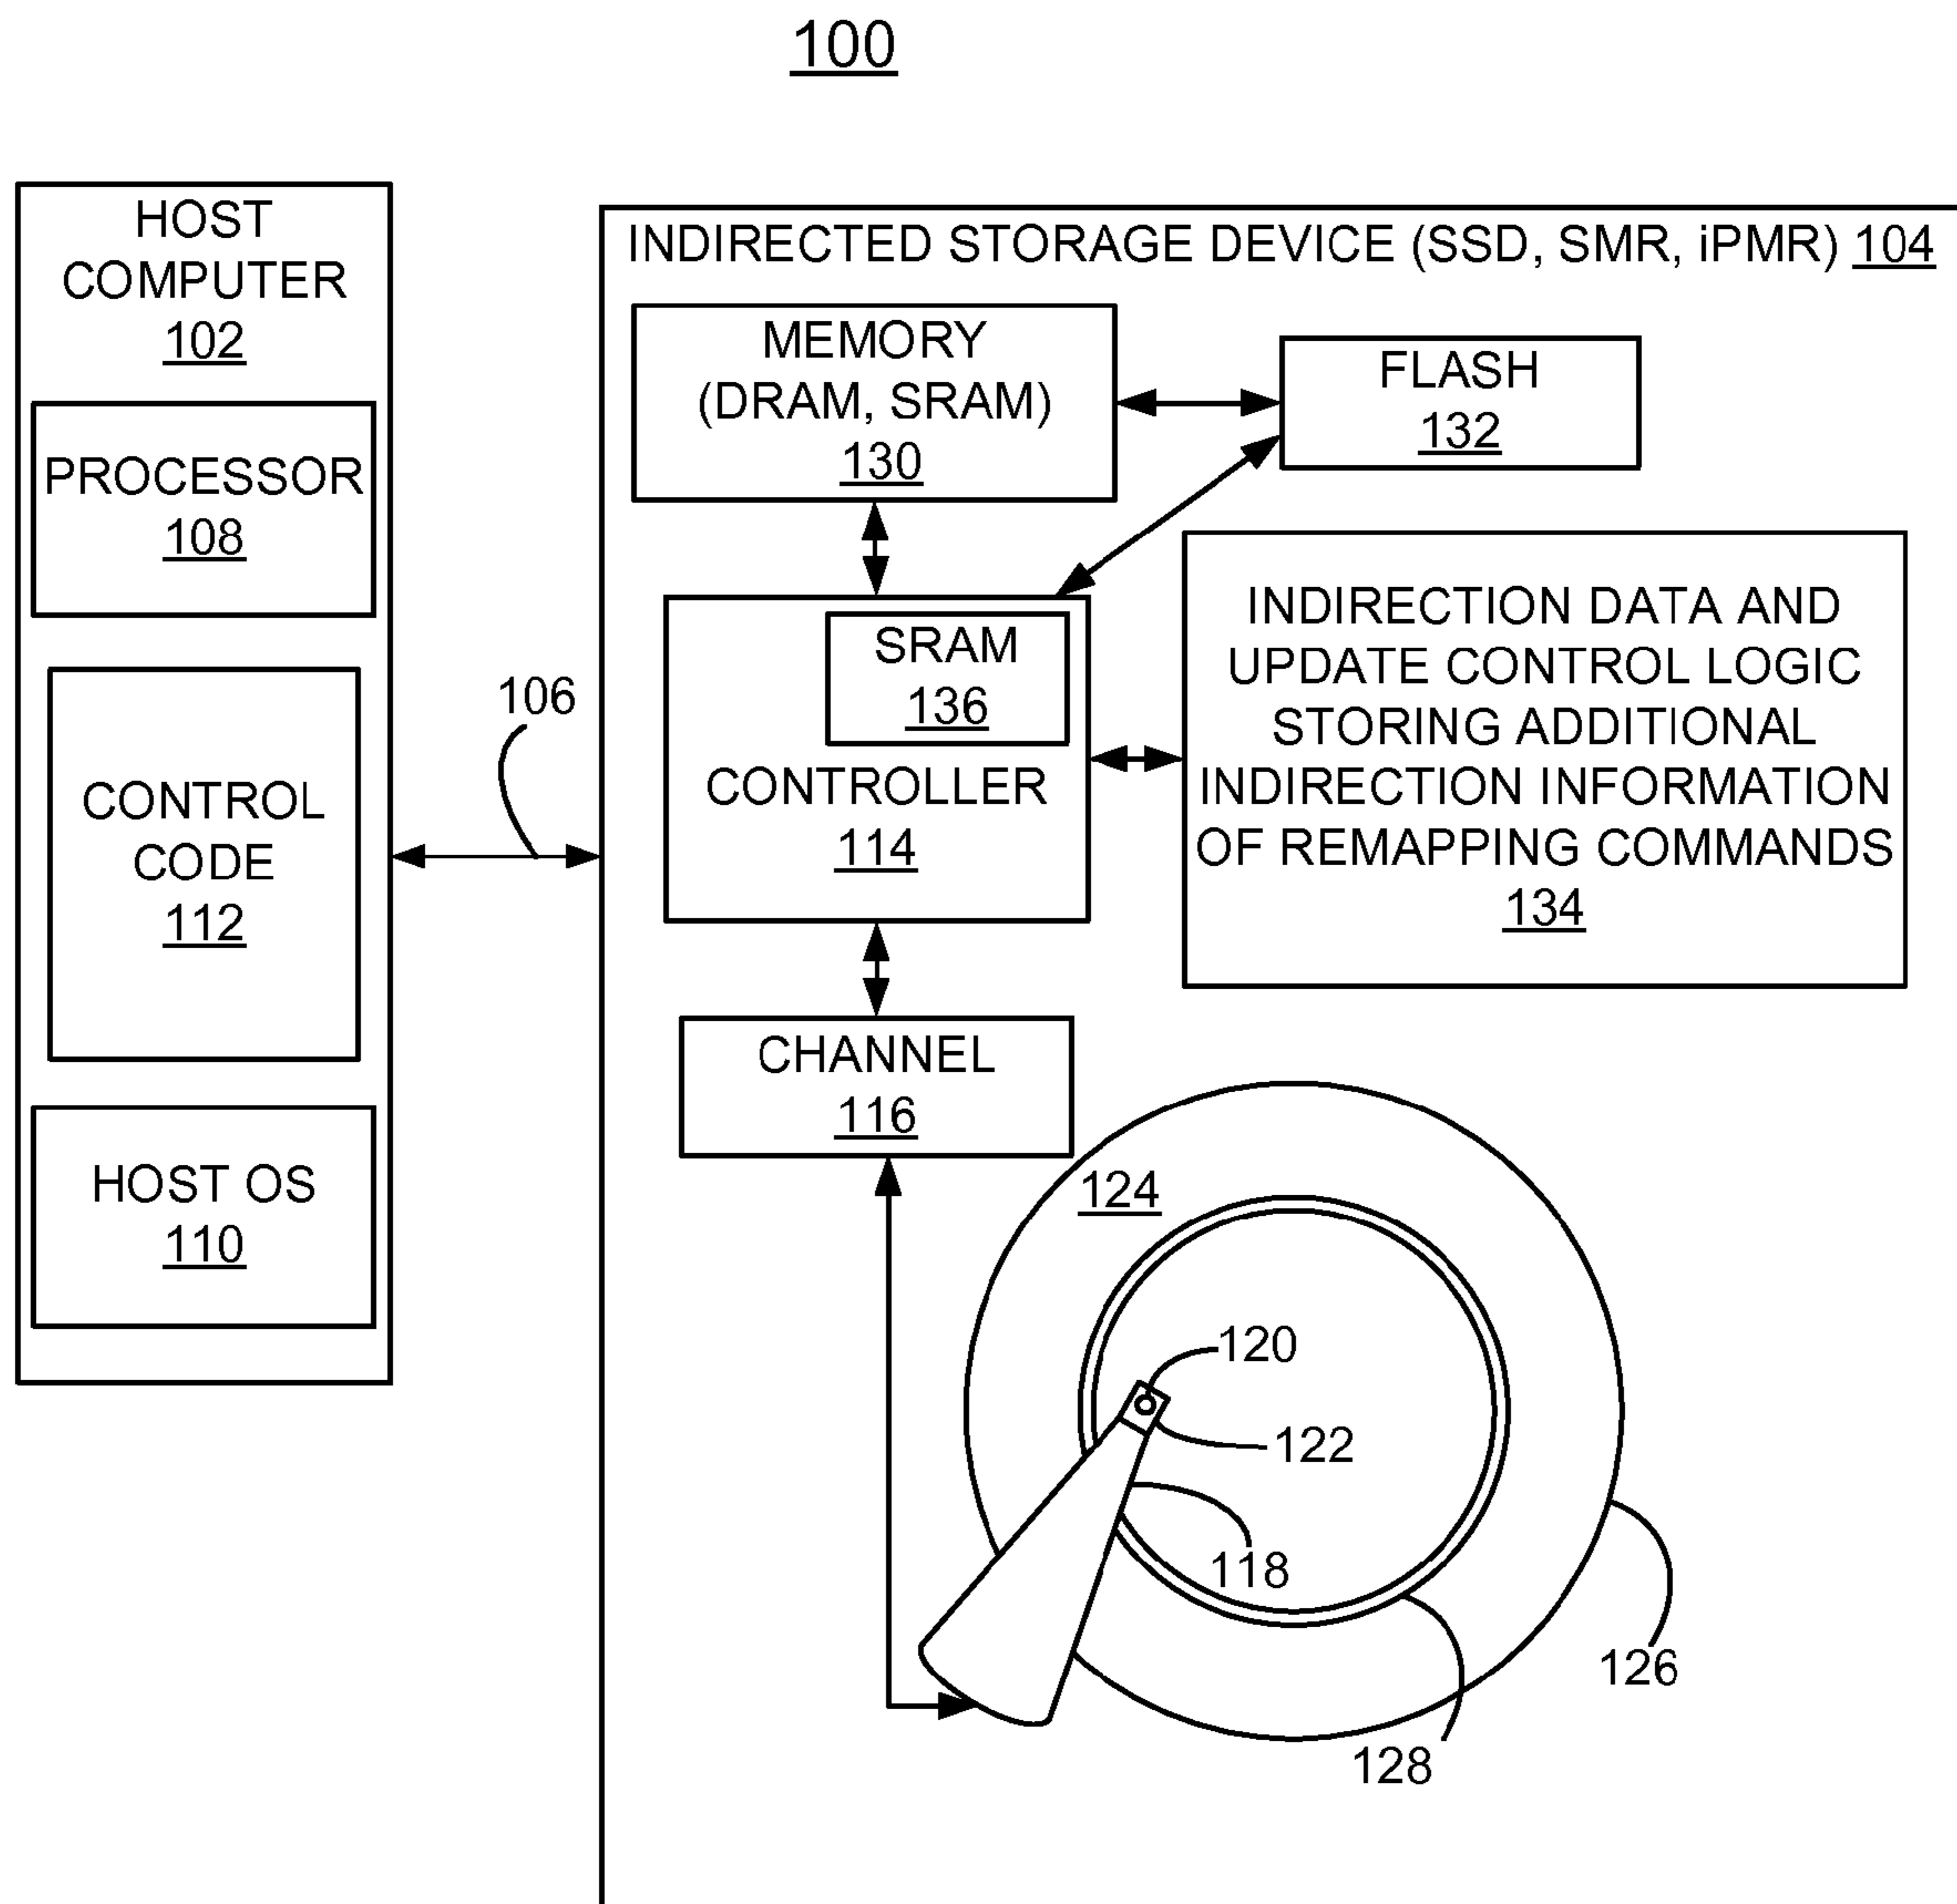 100
HOST
COMPUTER
102
PROCESSOR
108
CONTROL
CODE
112
HOST OS
110
106
INDIRECTED STORAGE DEVICE (SSD, SMR, iPMR) 104
MEMORY
(DRAM, SRAM)
130
FLASH
132
SRAM
136
CONTROLLER
114
INDIRECTION DATA AND
UPDATE CONTROL LOGIC
STORING ADDITIONAL
INDIRECTION INFORMATION
OF REMAPPING COMMANDS
134
CHANNEL
116
124
120
122
118
126
128